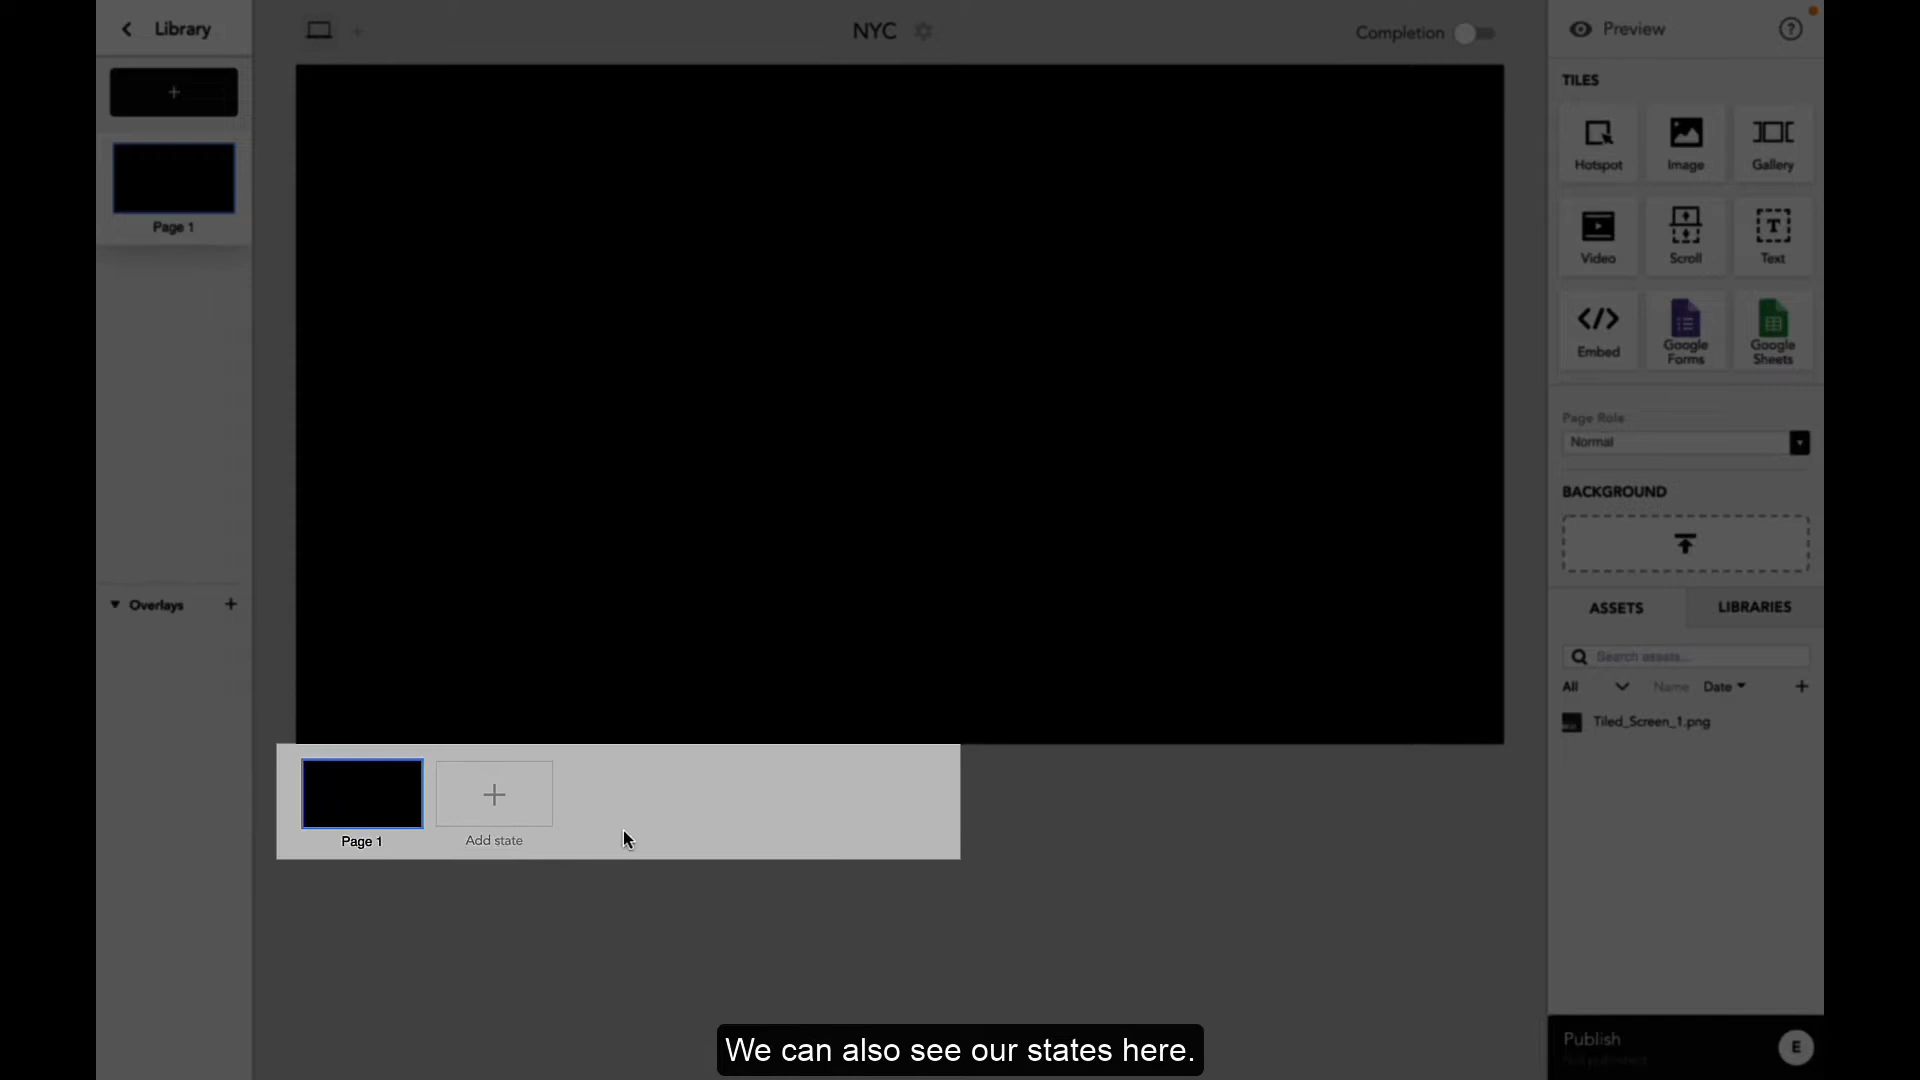 Library
NYC
Completion
Preview
?
Page 1
Overlays
TILES
Hotspot
Image
Gallery
Video
Scroll
Text
Embed
Google
Forms
Google
Sheets
Page Role
Normal
BACKGROUND
ASSETS
LIBRARIES
Search assets...
All
Name
Date
Tiled_Screen_1.png
Page 1
Add state
Publish
E
We can also see our states here.